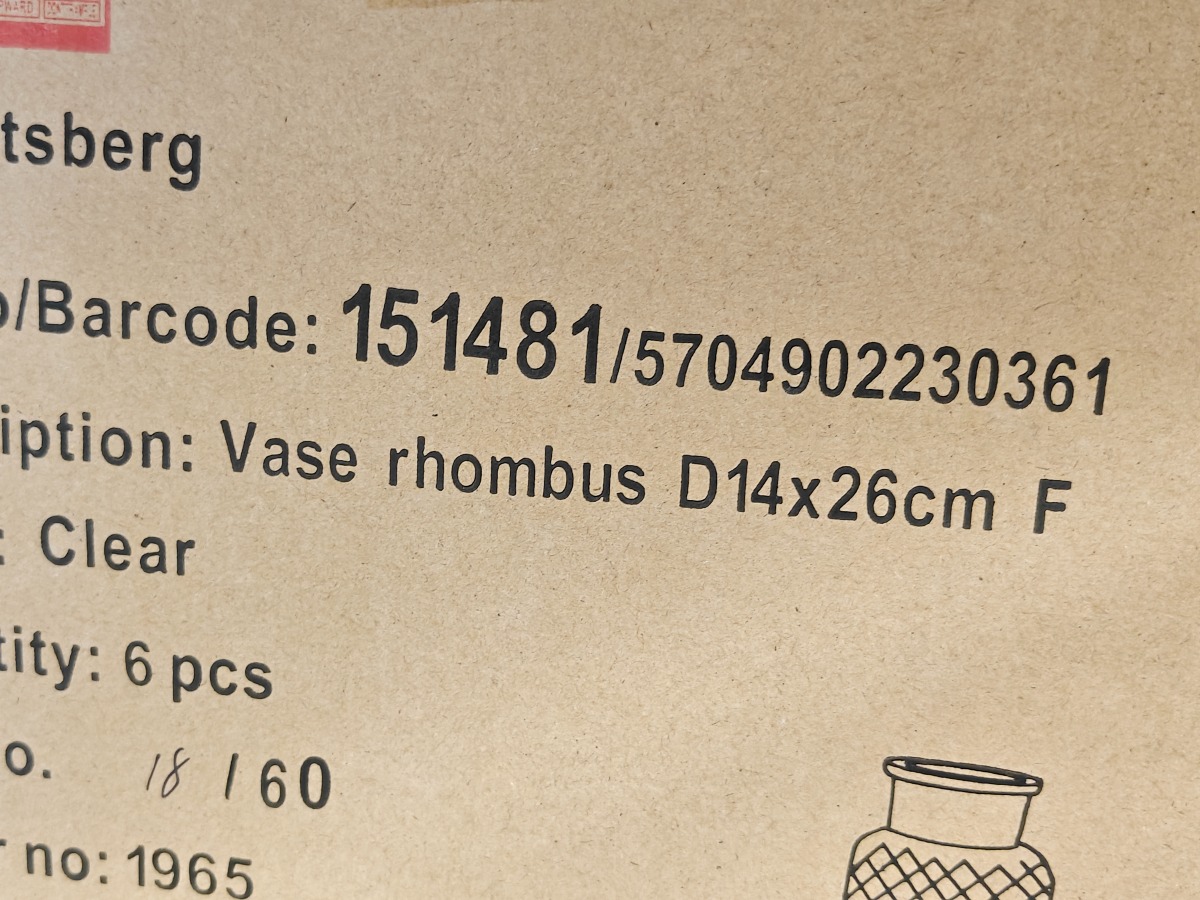 tsberg
o/Barcode: 151481/5704902230361
iption: Vase rhombus D14x26cm F
: Clear
tity: 6 pcs
o. 18 / 60
r no: 1965